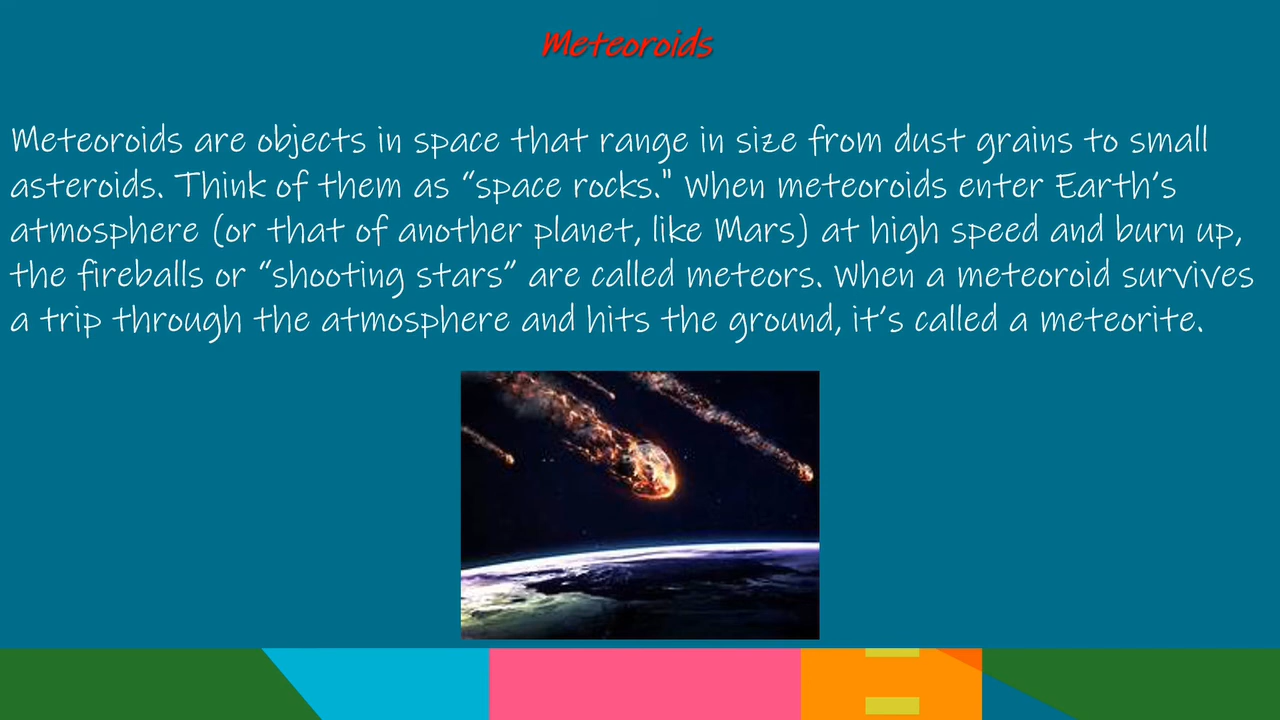 Meteoroids
Meteoroids are objects in space that range in size from dust grains to small
asteroids. Think of them as “space rocks." When meteoroids enter Earth’s
atmosphere (or that of another planet, like Mars) at high speed and burn up,
the fireballs or “shooting stars” are called meteors. When a meteoroid survives
a trip through the atmosphere and hits the ground, it’s called a meteorite.